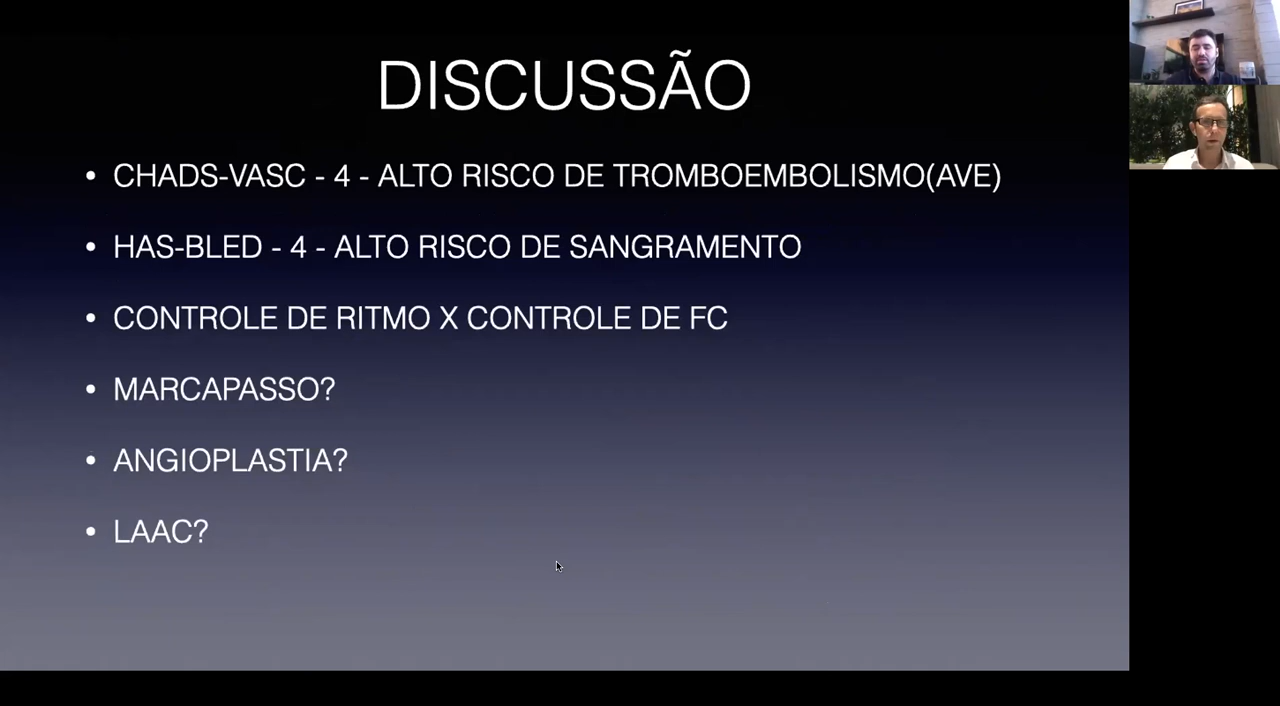 DISCUSSÃO
• CHADS-VASC - 4 - ALTO RISCO DE TROMBOEMBOLISMO(AVE)
• HAS-BLED - 4 - ALTO RISCO DE SANGRAMENTO
• CONTROLE DE RITMO X CONTROLE DE FC
• MARCAPASSO?
• ANGIOPLASTIA?
• LAAC?